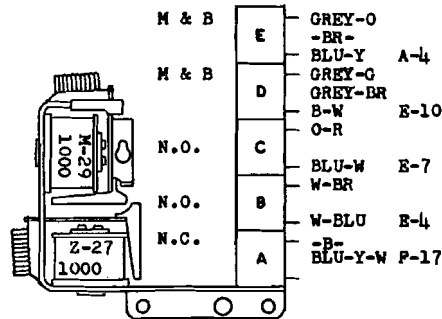 M & B E GREY-O
-BR-
BLU-Y A-4
M & B D GREY-G
GREY-BR
B-W E-10
N.O. C O-R
BLU-W E-7
N.O. B W-BR
W-BLU E-4
N.C. A -B-
BLU-Y-W F-17
M-29
1000
Z-27
1000